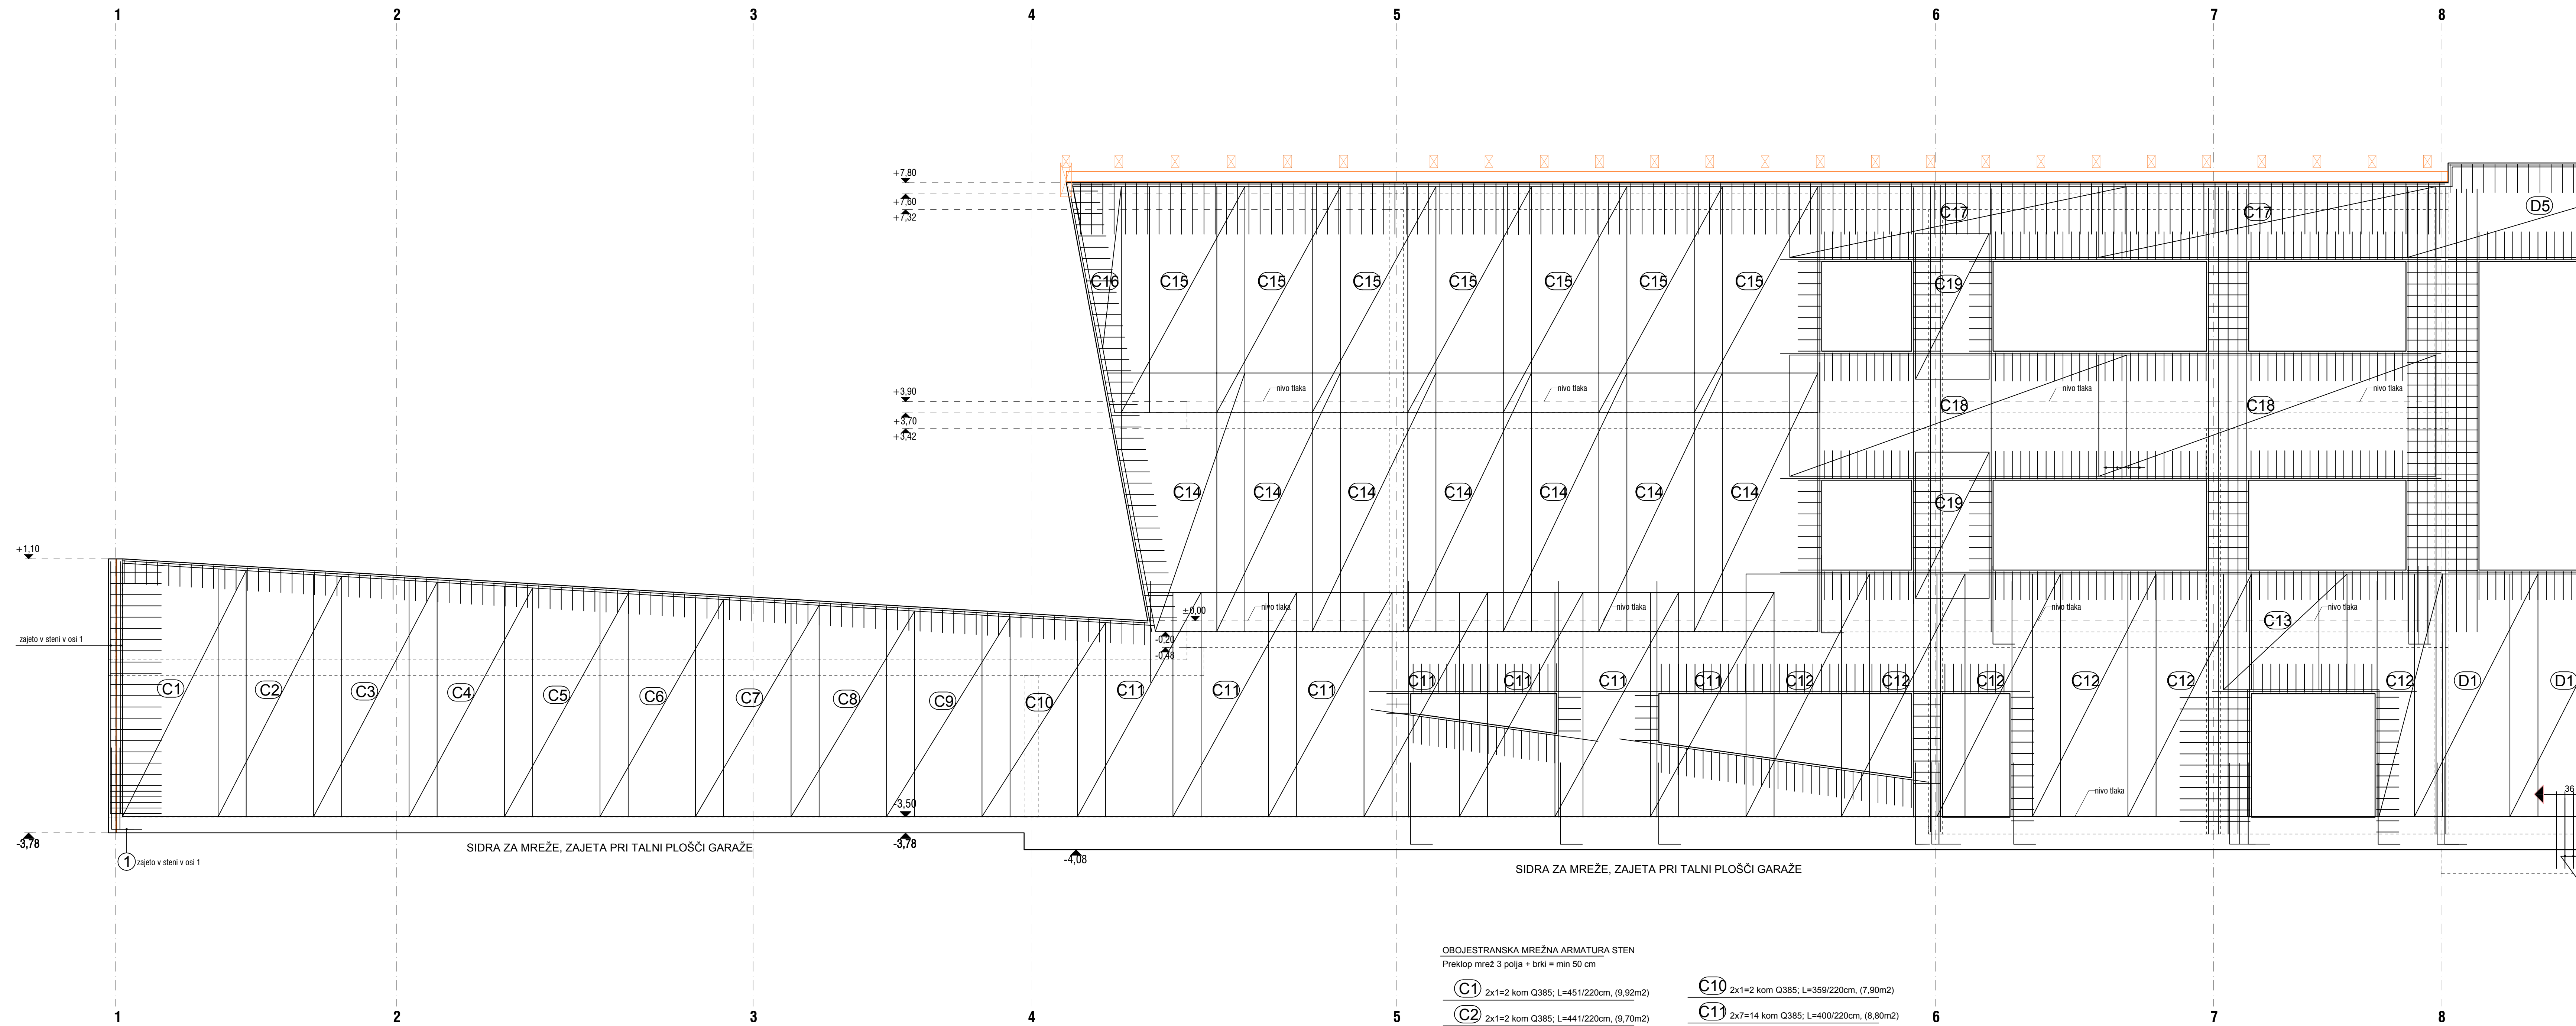 1 2 3 4 5 6 7 8
+7,80
+7,60
+7,32
C17 C17 D5
C16 C15 C15 C15 C15 C15 C15 C15 C19
+3,90
nivo tlaka nivo tlaka nivo tlaka nivo tlaka
+3,70
+3,42
C18 C18
C14 C14 C14 C14 C14 C14 C14 C19
+1,10
±0,00
nivo tlaka nivo tlaka nivo tlaka nivo tlaka
C13
zajeto v steni v osi 1
-0,20
-0,48
C1 C2 C3 C4 C5 C6 C7 C8 C9 C10 C11 C11 C11 C11 C11 C11 C11 C12 C12 C12 C12 C12 C12 D1 D1
nivo tlaka
36
-3,50
-3,78
-3,78
SIDRA ZA MREŽE, ZAJETA PRI TALNI PLOŠČI GARAŽE
-4,08
1 zajeto v steni v osi 1
SIDRA ZA MREŽE, ZAJETA PRI TALNI PLOŠČI GARAŽE
OBOJESTRANSKA MREŽNA ARMATURA STEN
Preklop mrež 3 polja + brki = min 50 cm
C1 2x1=2 kom Q385; L=451/220cm, (9,92m2)
C10 2x1=2 kom Q385; L=359/220cm, (7,90m2)
C2 2x1=2 kom Q385; L=441/220cm, (9,70m2)
C11 2x7=14 kom Q385; L=400/220cm, (8,80m2)
1 2 3 4 5 6 7 8